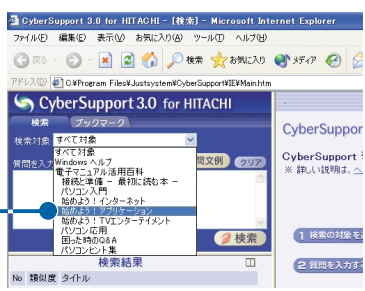 CyberSupport 3.0 for HITACHI - [検索] - Microsoft Internet Explorer
ファイル(F) 編集(E) 表示(V) お気に入り(A) ツール(T) ヘルプ(H)
戻る 検索 お気に入り メディア
アドレス(D) C:¥Program Files¥Justsystem¥CyberSupport¥IE¥Main.htm
CyberSupport 3.0 for HITACHI
検索 ブックマーク
検索対象 すべて対象
質問を入力 問文例 クリア
すべて対象
Windows ヘルプ
電子マニュアル活用百科
接続と準備 - 最初に読む本 -
パソコン入門
始めよう！インターネット
始めよう！アプリケーション
始めよう！TVエンターテイメント
パソコン応用
困った時のQ&A
パソコンヒント集
検索
検索結果
No 類似度 タイトル
CyberSuppor
CyberSupport
※ 詳しい説明は、
1 検索の対象を
2 質問を入力す